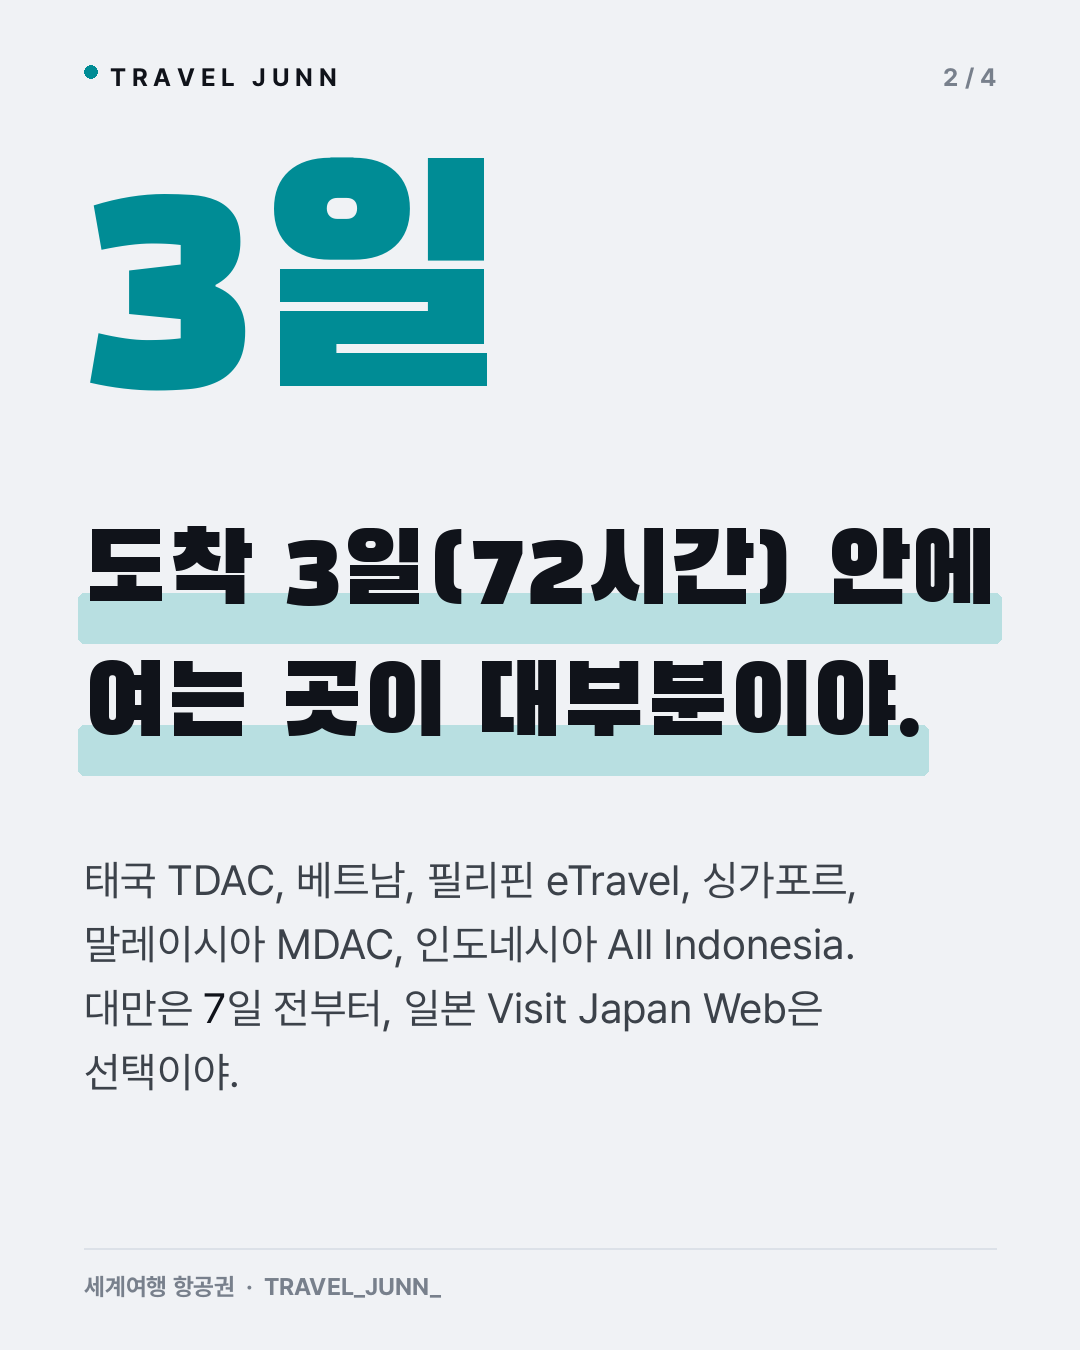 TRAVEL JUNN
2 / 4
3일
도착 3일(72시간) 안에
여는 곳이 대부분이야.
태국 TDAC, 베트남, 필리핀 eTravel, 싱가포르,
말레이시아 MDAC, 인도네시아 All Indonesia.
대만은 7일 전부터, 일본 Visit Japan Web은
선택이야.
세계여행 항공권 · TRAVEL_JUNN_